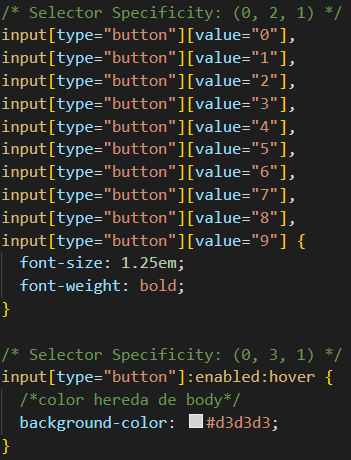 /* Selector Specificity: (0, 2, 1) */
input[type="button"][value="0"],
input[type="button"][value="1"],
input[type="button"][value="2"],
input[type="button"][value="3"],
input[type="button"][value="4"],
input[type="button"][value="5"],
input[type="button"][value="6"],
input[type="button"][value="7"],
input[type="button"][value="8"],
input[type="button"][value="9"] {
  font-size: 1.25em;
  font-weight: bold;
}

/* Selector Specificity: (0, 3, 1) */
input[type="button"]:enabled:hover {
  /*color hereda de body*/
  background-color: #d3d3d3;
}